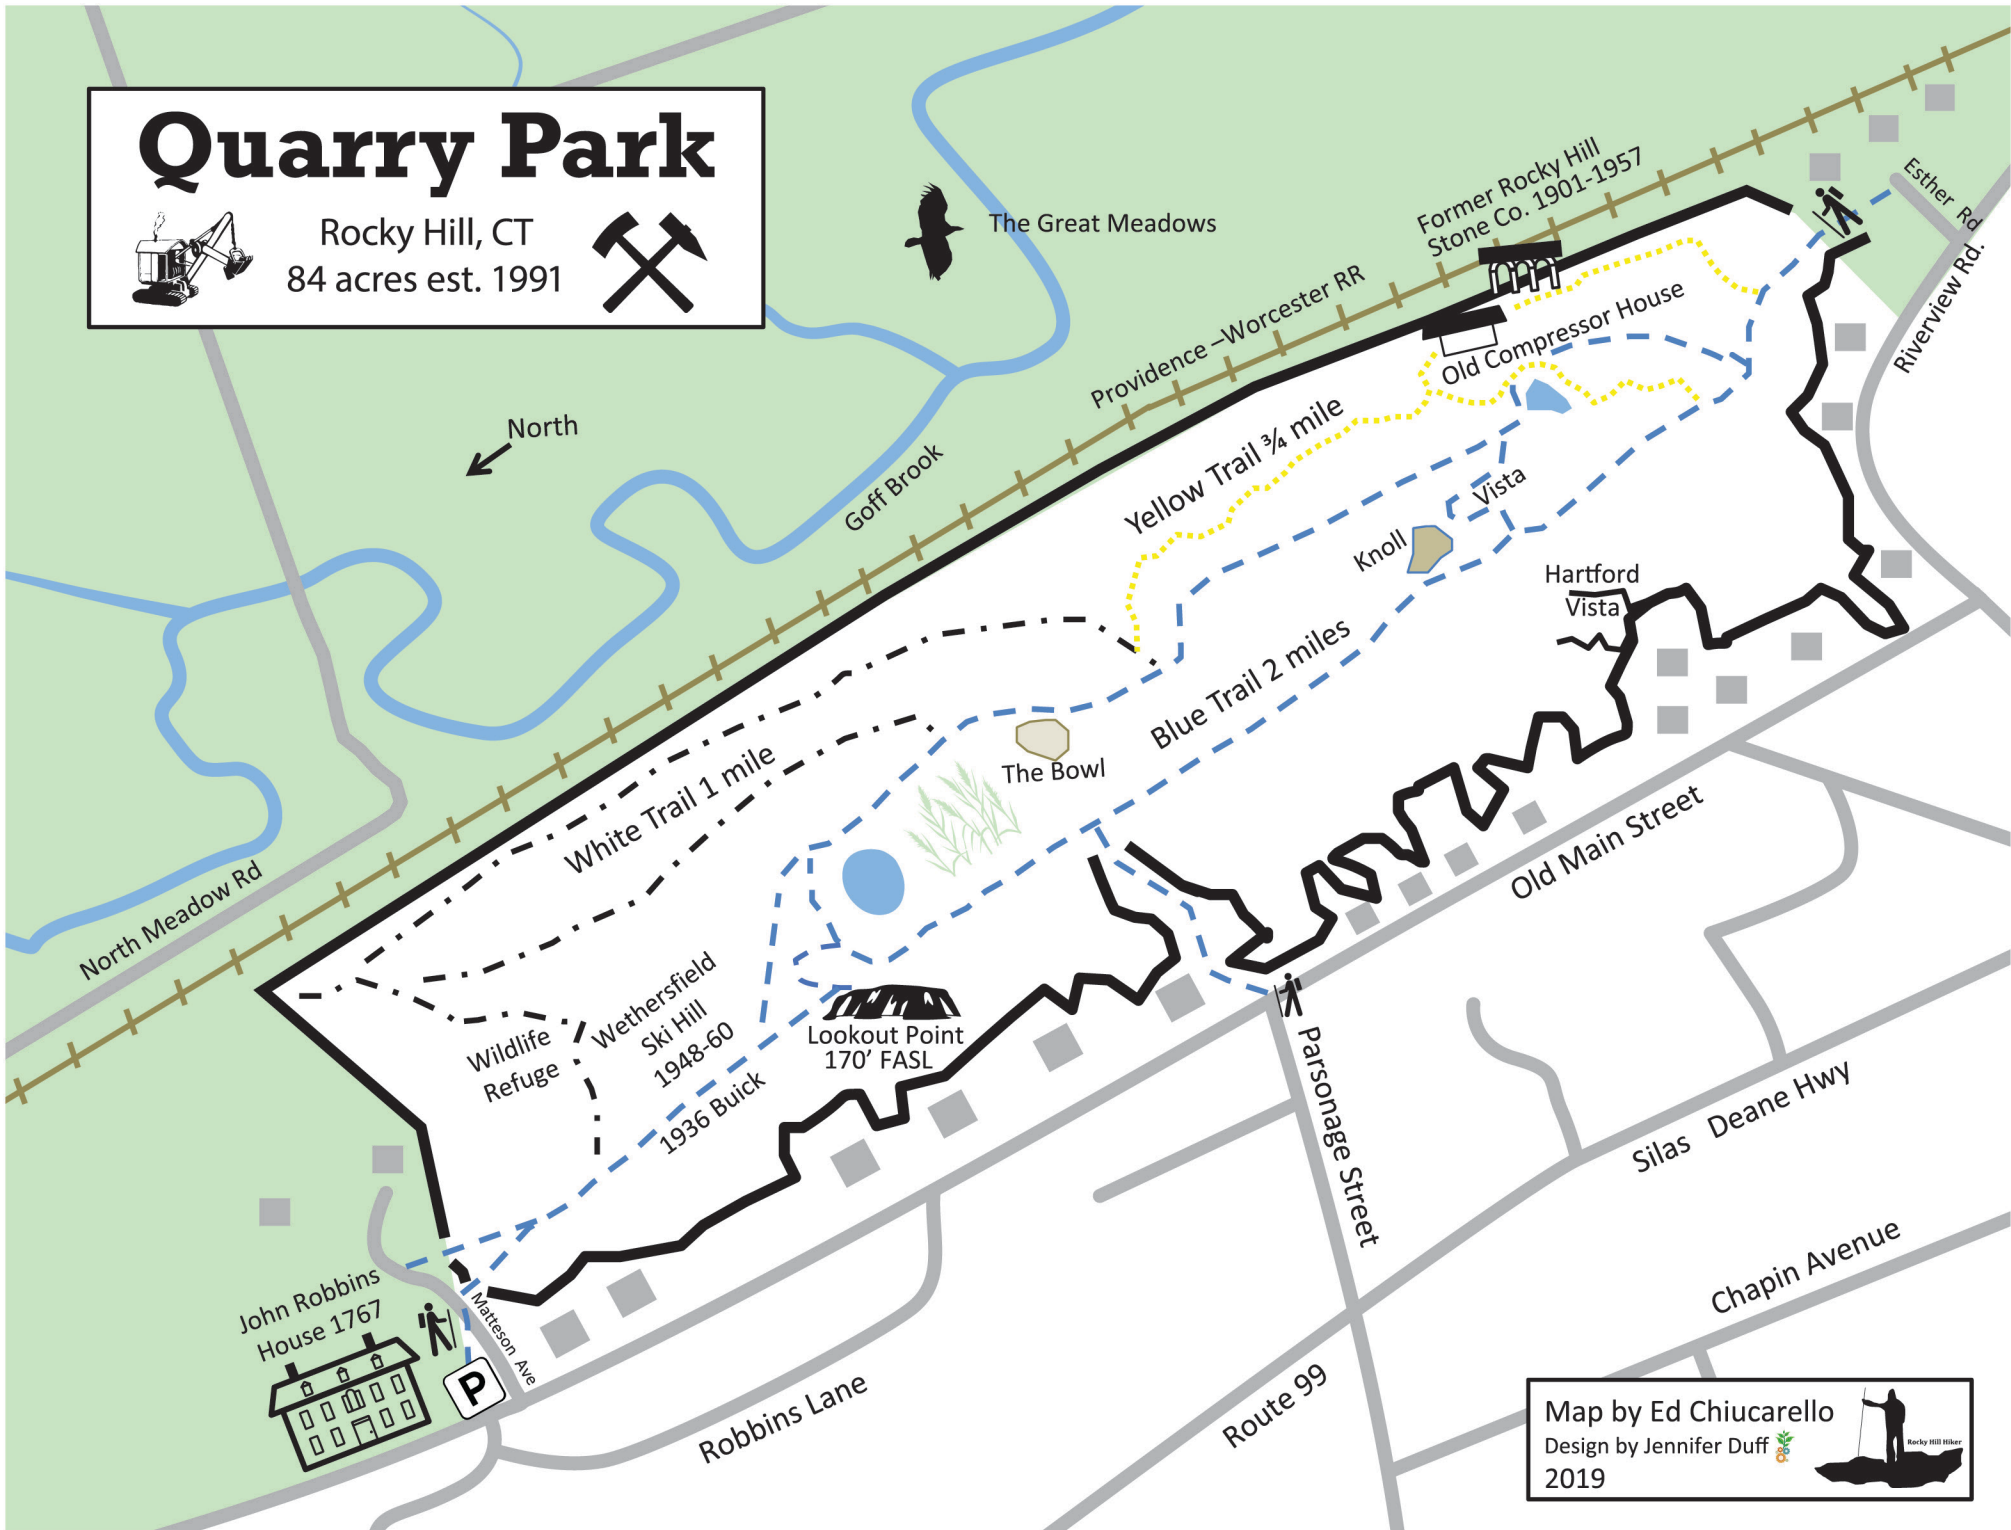 Quarry Park
Rocky Hill, CT
84 acres est. 1991
The Great Meadows
North
Former Rocky Hill
Stone Co. 1901-1957
Esther Rd
Riverview Rd.
Providence –Worcester RR
Old Compressor House
Goff Brook
Yellow Trail ¾ mile
Vista
Knoll
Hartford
Vista
Blue Trail 2 miles
The Bowl
White Trail 1 mile
North Meadow Rd
Old Main Street
Wildlife
Refuge
Wethersfield
Ski Hill
1948-60
Lookout Point
170' FASL
1936 Buick
Parsonage Street
Silas Deane Hwy
Chapin Avenue
John Robbins
House 1767
Matteson Ave
P
Robbins Lane
Route 99
Map by Ed Chiucarello
Design by Jennifer Duff
2019
Rocky Hill Hiker